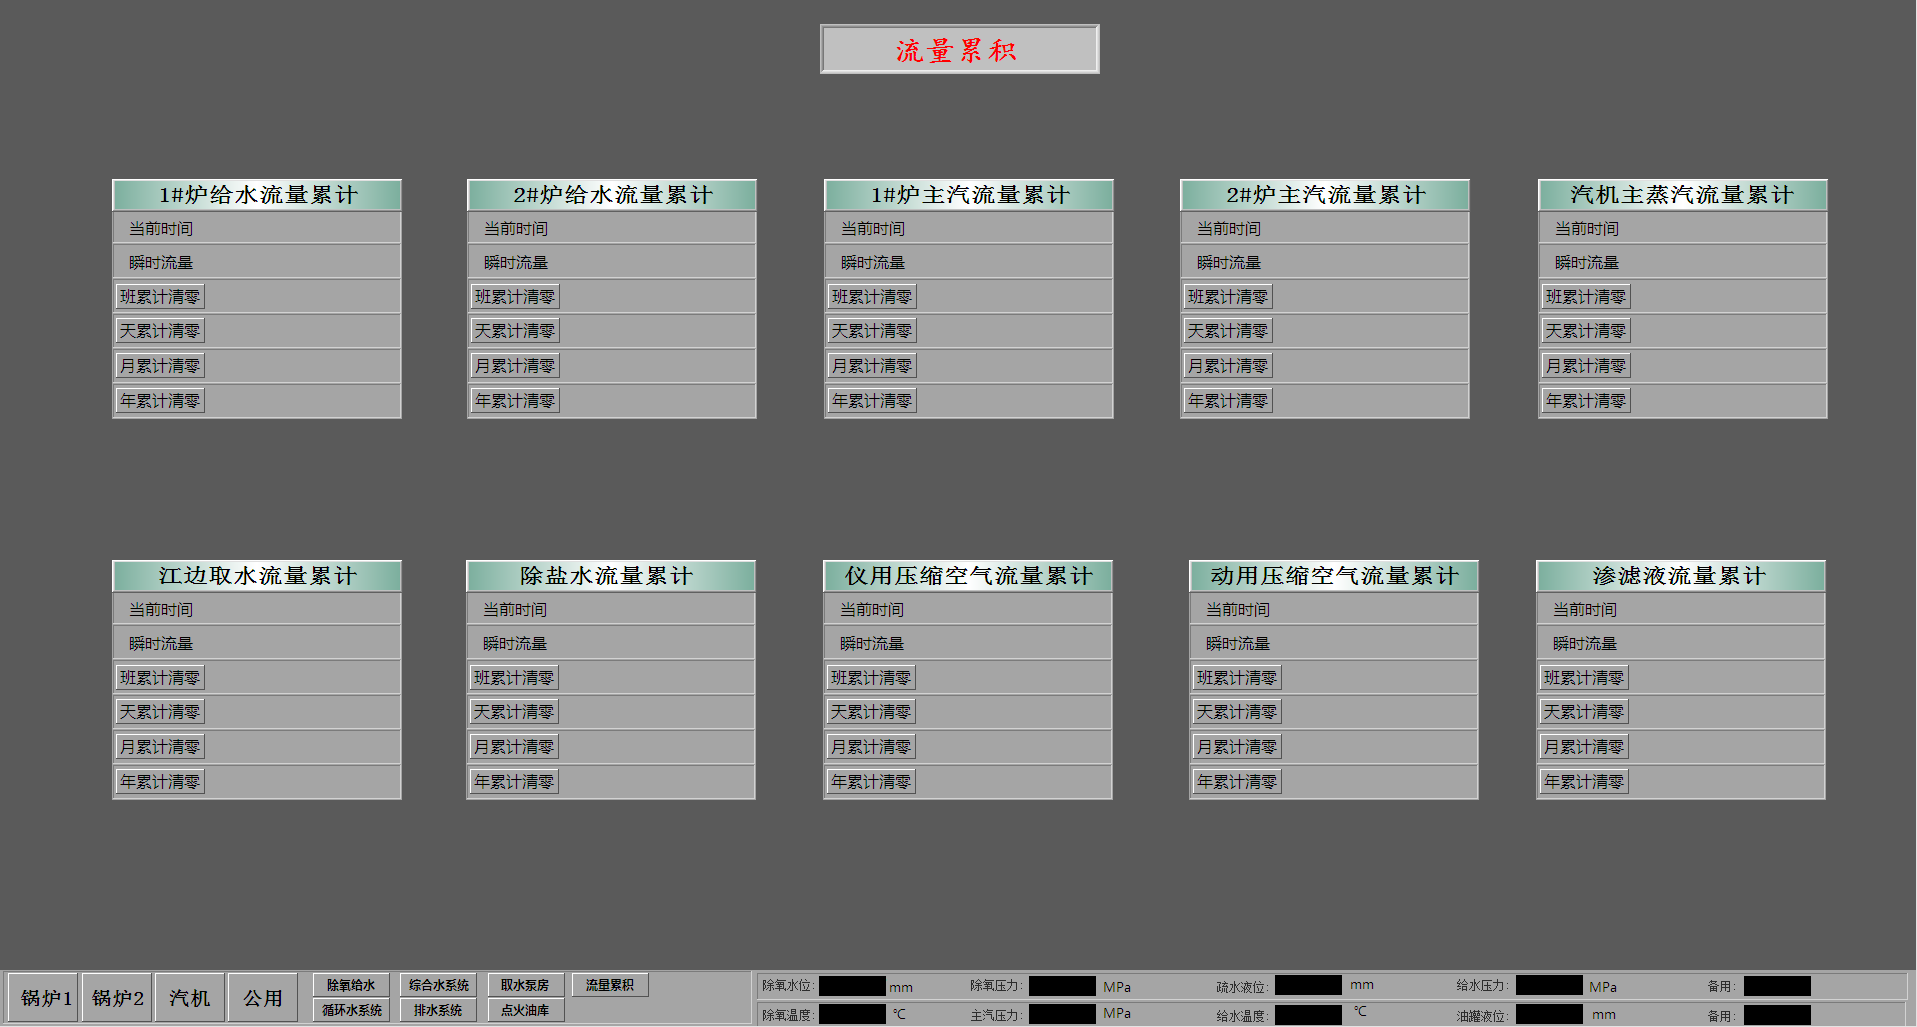 流量累积
1#炉给水流量累计
当前时间
瞬时流量
班累计清零
天累计清零
月累计清零
年累计清零
2#炉给水流量累计
当前时间
瞬时流量
班累计清零
天累计清零
月累计清零
年累计清零
1#炉主汽流量累计
当前时间
瞬时流量
班累计清零
天累计清零
月累计清零
年累计清零
2#炉主汽流量累计
当前时间
瞬时流量
班累计清零
天累计清零
月累计清零
年累计清零
汽机主蒸汽流量累计
当前时间
瞬时流量
班累计清零
天累计清零
月累计清零
年累计清零
江边取水流量累计
当前时间
瞬时流量
班累计清零
天累计清零
月累计清零
年累计清零
除盐水流量累计
当前时间
瞬时流量
班累计清零
天累计清零
月累计清零
年累计清零
仪用压缩空气流量累计
当前时间
瞬时流量
班累计清零
天累计清零
月累计清零
年累计清零
动用压缩空气流量累计
当前时间
瞬时流量
班累计清零
天累计清零
月累计清零
年累计清零
渗滤液流量累计
当前时间
瞬时流量
班累计清零
天累计清零
月累计清零
年累计清零
锅炉1 锅炉2 汽机 公用
除氧给水 综合水系统 取水泵房 流量累积
循环水系统 排水系统 点火油库
除氧水位: mm 除氧压力: MPa 疏水液位: mm 给水压力: MPa 备用:
除氧温度: ℃ 主汽压力: MPa 给水温度: ℃ 油罐液位: mm 备用: